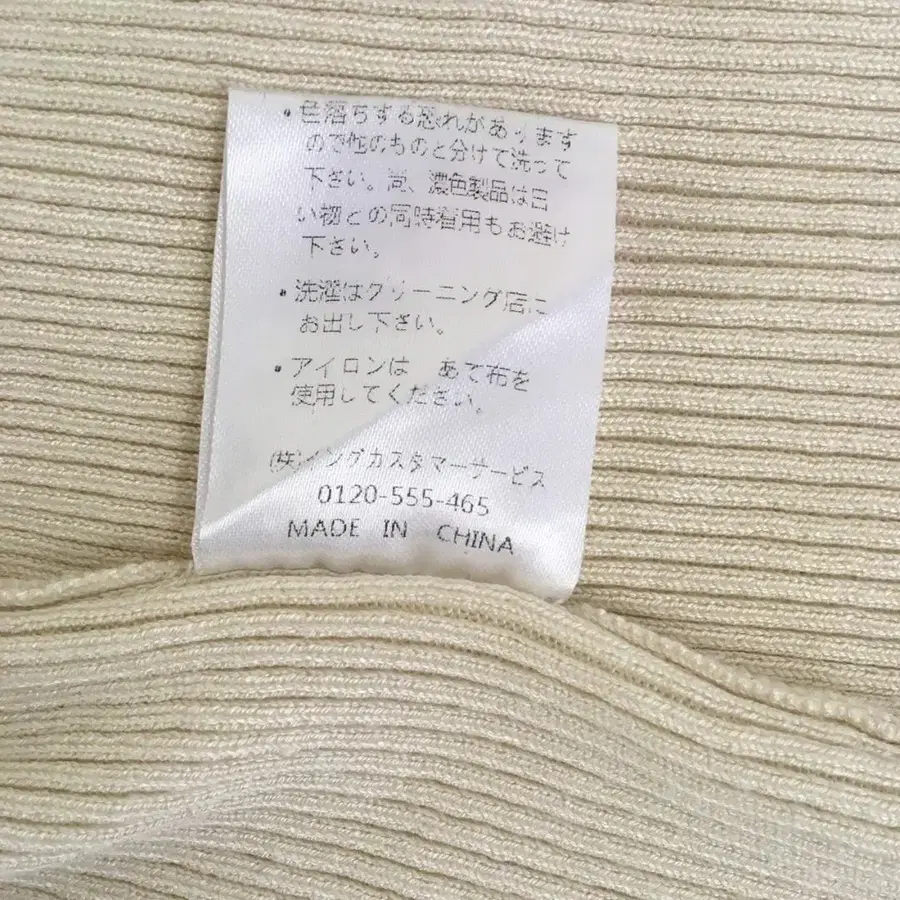 ・色落ちする恐れがあります
ので他のものと分けて洗って
下さい。尚、濃色製品は白
い物との同時着用もお避け
下さい。
・洗濯はクリーニング店に
お出し下さい。
・アイロンは あて布を
使用してください。
(株)イングカスタマーサービス
0120-555-465
MADE IN CHINA